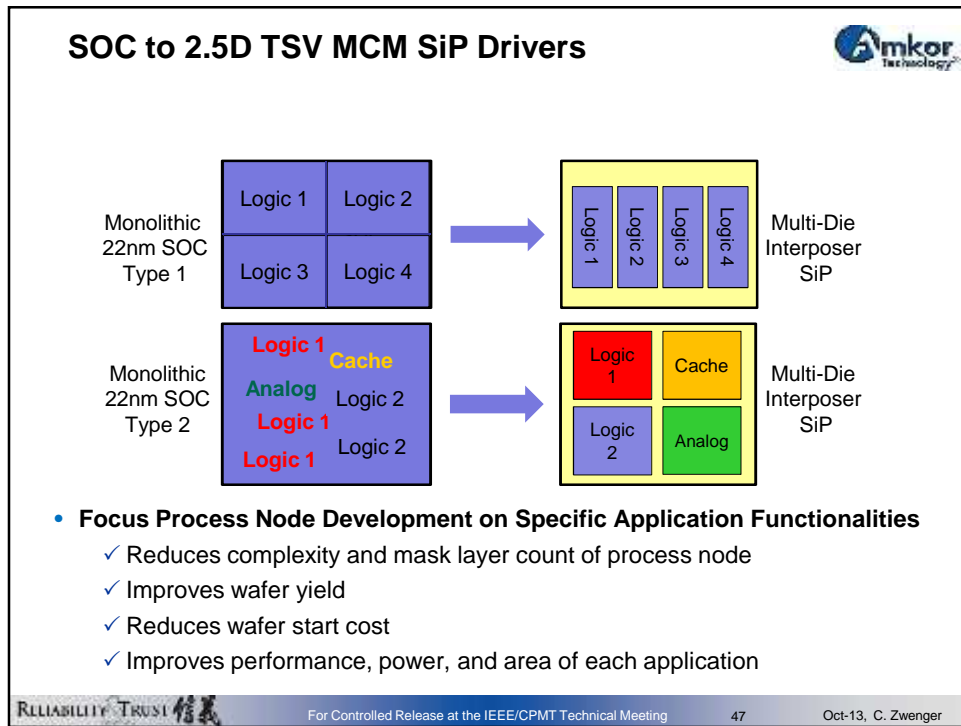 SOC to 2.5D TSV MCM SiP Drivers
Amkor
Technology
Monolithic
22nm SOC
Type 1
Logic 1
Logic 2
Logic 3
Logic 4
Logic 1
Logic 2
Logic 3
Logic 4
Multi-Die
Interposer
SiP
Monolithic
22nm SOC
Type 2
Logic 1
Cache
Analog
Logic 2
Logic 1
Logic 2
Logic 1
Logic
1
Cache
Logic
2
Analog
Multi-Die
Interposer
SiP
• Focus Process Node Development on Specific Application Functionalities
✓ Reduces complexity and mask layer count of process node
✓ Improves wafer yield
✓ Reduces wafer start cost
✓ Improves performance, power, and area of each application
RELIABILITY TRUST 信義
For Controlled Release at the IEEE/CPMT Technical Meeting
47
Oct-13, C. Zwenger